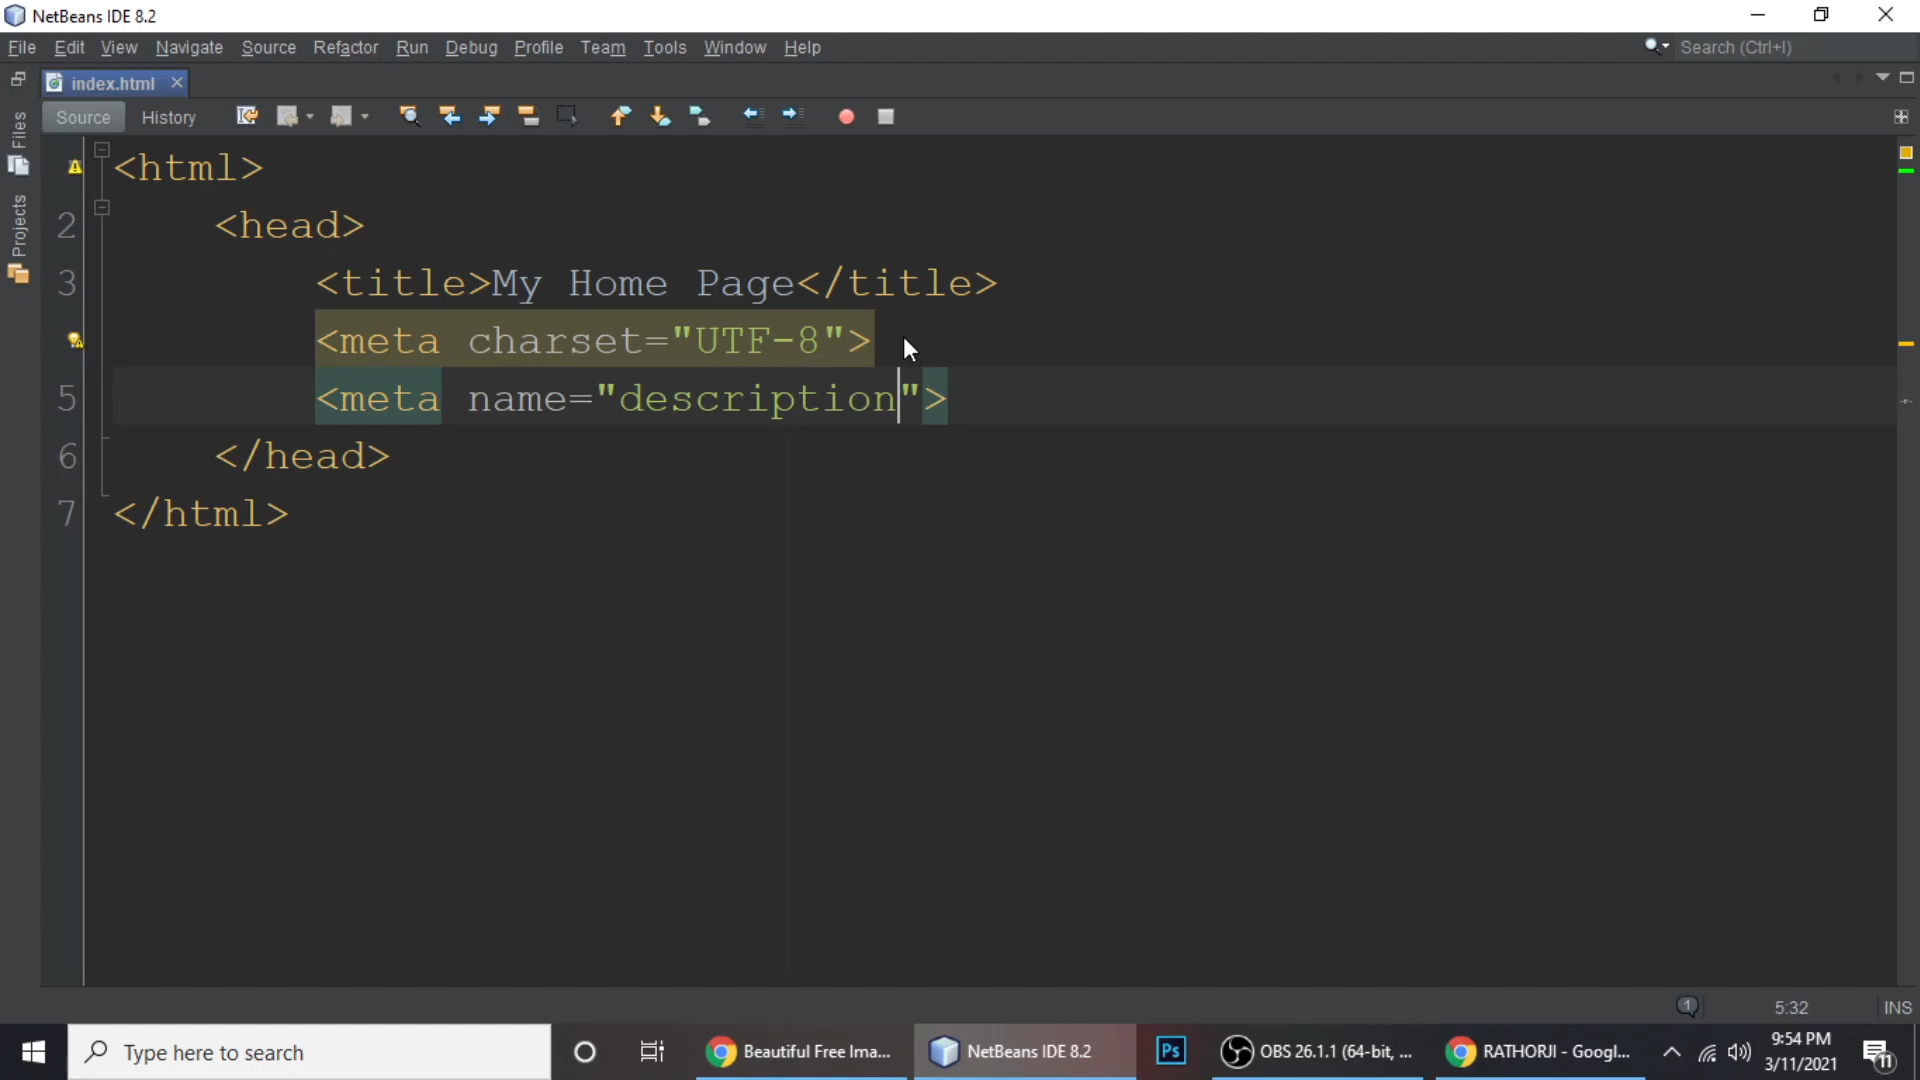 NetBeans IDE 8.2
File Edit View Navigate Source Refactor Run Debug Profile Team Tools Window Help
Search (Ctrl+I)
index.html
Source History
Files
Projects
<html>
2 <head>
3 <title>My Home Page</title>
<meta charset="UTF-8">
5 <meta name="description">
6 </head>
7 </html>
1 5:32 INS
Type here to search
Beautiful Free Ima...
NetBeans IDE 8.2
Ps
OBS 26.1.1 (64-bit, ...
RATHORJI - Googl...
9:54 PM
3/11/2021
11